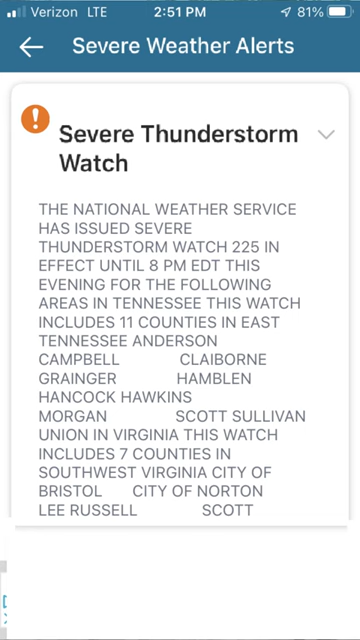 Verizon LTE 2:51 PM 81%
Severe Weather Alerts
Severe Thunderstorm
Watch
THE NATIONAL WEATHER SERVICE
HAS ISSUED SEVERE
THUNDERSTORM WATCH 225 IN
EFFECT UNTIL 8 PM EDT THIS
EVENING FOR THE FOLLOWING
AREAS IN TENNESSEE THIS WATCH
INCLUDES 11 COUNTIES IN EAST
TENNESSEE ANDERSON
CAMPBELL CLAIBORNE
GRAINGER HAMBLEN
HANCOCK HAWKINS
MORGAN SCOTT SULLIVAN
UNION IN VIRGINIA THIS WATCH
INCLUDES 7 COUNTIES IN
SOUTHWEST VIRGINIA CITY OF
BRISTOL CITY OF NORTON
LEE RUSSELL SCOTT